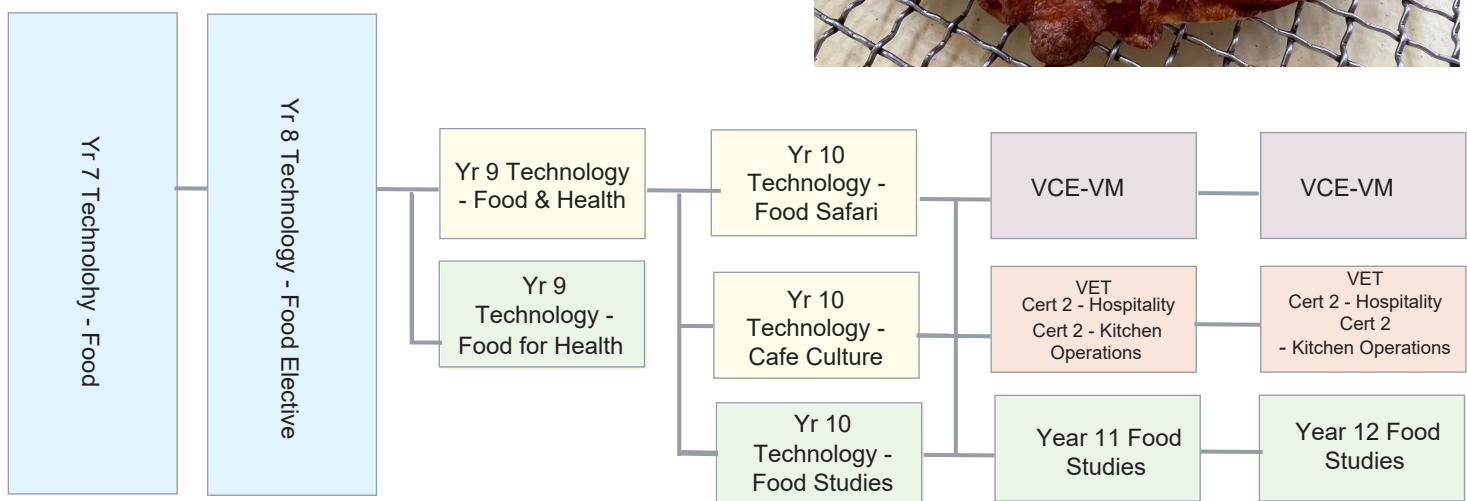 Yr 7 Technolohy - Food
Yr 8 Technology - Food Elective
Yr 9 Technology
- Food & Health
Yr 9
Technology -
Food for Health
Yr 10
Technology -
Food Safari
Yr 10
Technology -
Cafe Culture
Yr 10
Technology -
Food Studies
VCE-VM
VCE-VM
VET
Cert 2 - Hospitality
Cert 2 - Kitchen
Operations
VET
Cert 2 - Hospitality
Cert 2
- Kitchen Operations
Year 11 Food
Studies
Year 12 Food
Studies